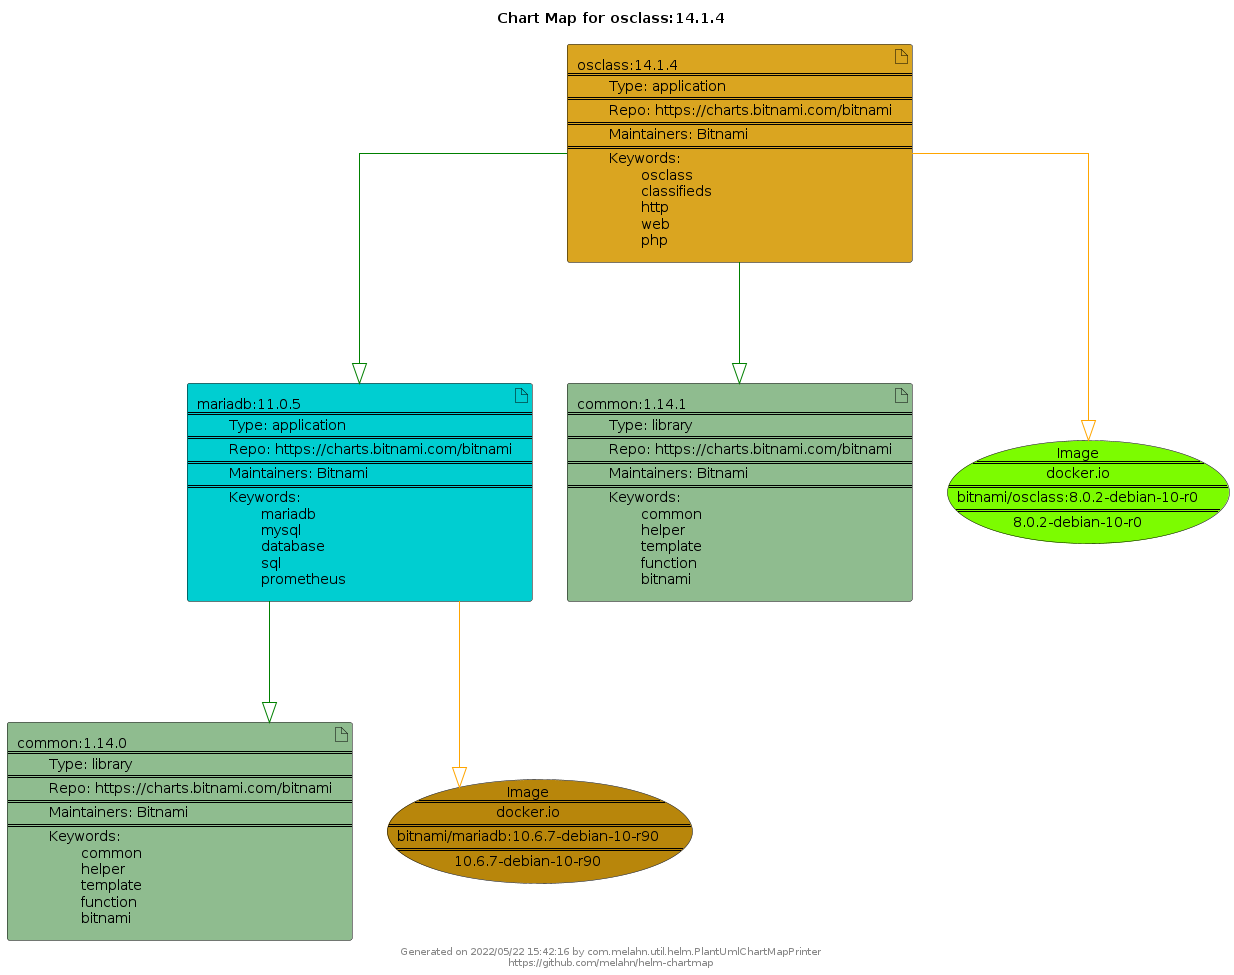 Chart Map for osclass:14.1.4
osclass:14.1.4
Type: application
Repo: https://charts.bitnami.com/bitnami
Maintainers: Bitnami
Keywords:
osclass
classifieds
http
web
php
mariadb:11.0.5
Type: application
Repo: https://charts.bitnami.com/bitnami
Maintainers: Bitnami
Keywords:
mariadb
mysql
database
sql
prometheus
common:1.14.1
Type: library
Repo: https://charts.bitnami.com/bitnami
Maintainers: Bitnami
Keywords:
common
helper
template
function
bitnami
Image
docker.io
bitnami/osclass:8.0.2-debian-10-r0
8.0.2-debian-10-r0
common:1.14.0
Type: library
Repo: https://charts.bitnami.com/bitnami
Maintainers: Bitnami
Keywords:
common
helper
template
function
bitnami
Image
docker.io
bitnami/mariadb:10.6.7-debian-10-r90
10.6.7-debian-10-r90
Generated on 2022/05/22 15:42:16 by com.melahn.util.helm.PlantUmlChartMapPrinter
https://github.com/melahn/helm-chartmap